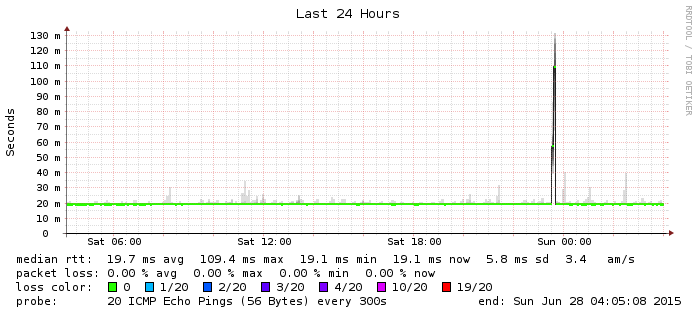 Last 24 Hours
RRDTOOL / TOBI OETIKER
Seconds
130 m
120 m
110 m
100 m
90 m
80 m
70 m
60 m
50 m
40 m
30 m
20 m
10 m
0
Sat 06:00 Sat 12:00 Sat 18:00 Sun 00:00
median rtt: 19.7 ms avg 109.4 ms max 19.1 ms min 19.1 ms now 5.8 ms sd 3.4 am/s
packet loss: 0.00 % avg 0.00 % max 0.00 % min 0.00 % now
loss color: 0 1/20 2/20 3/20 4/20 10/20 19/20
probe: 20 ICMP Echo Pings (56 Bytes) every 300s end: Sun Jun 28 04:05:08 2015